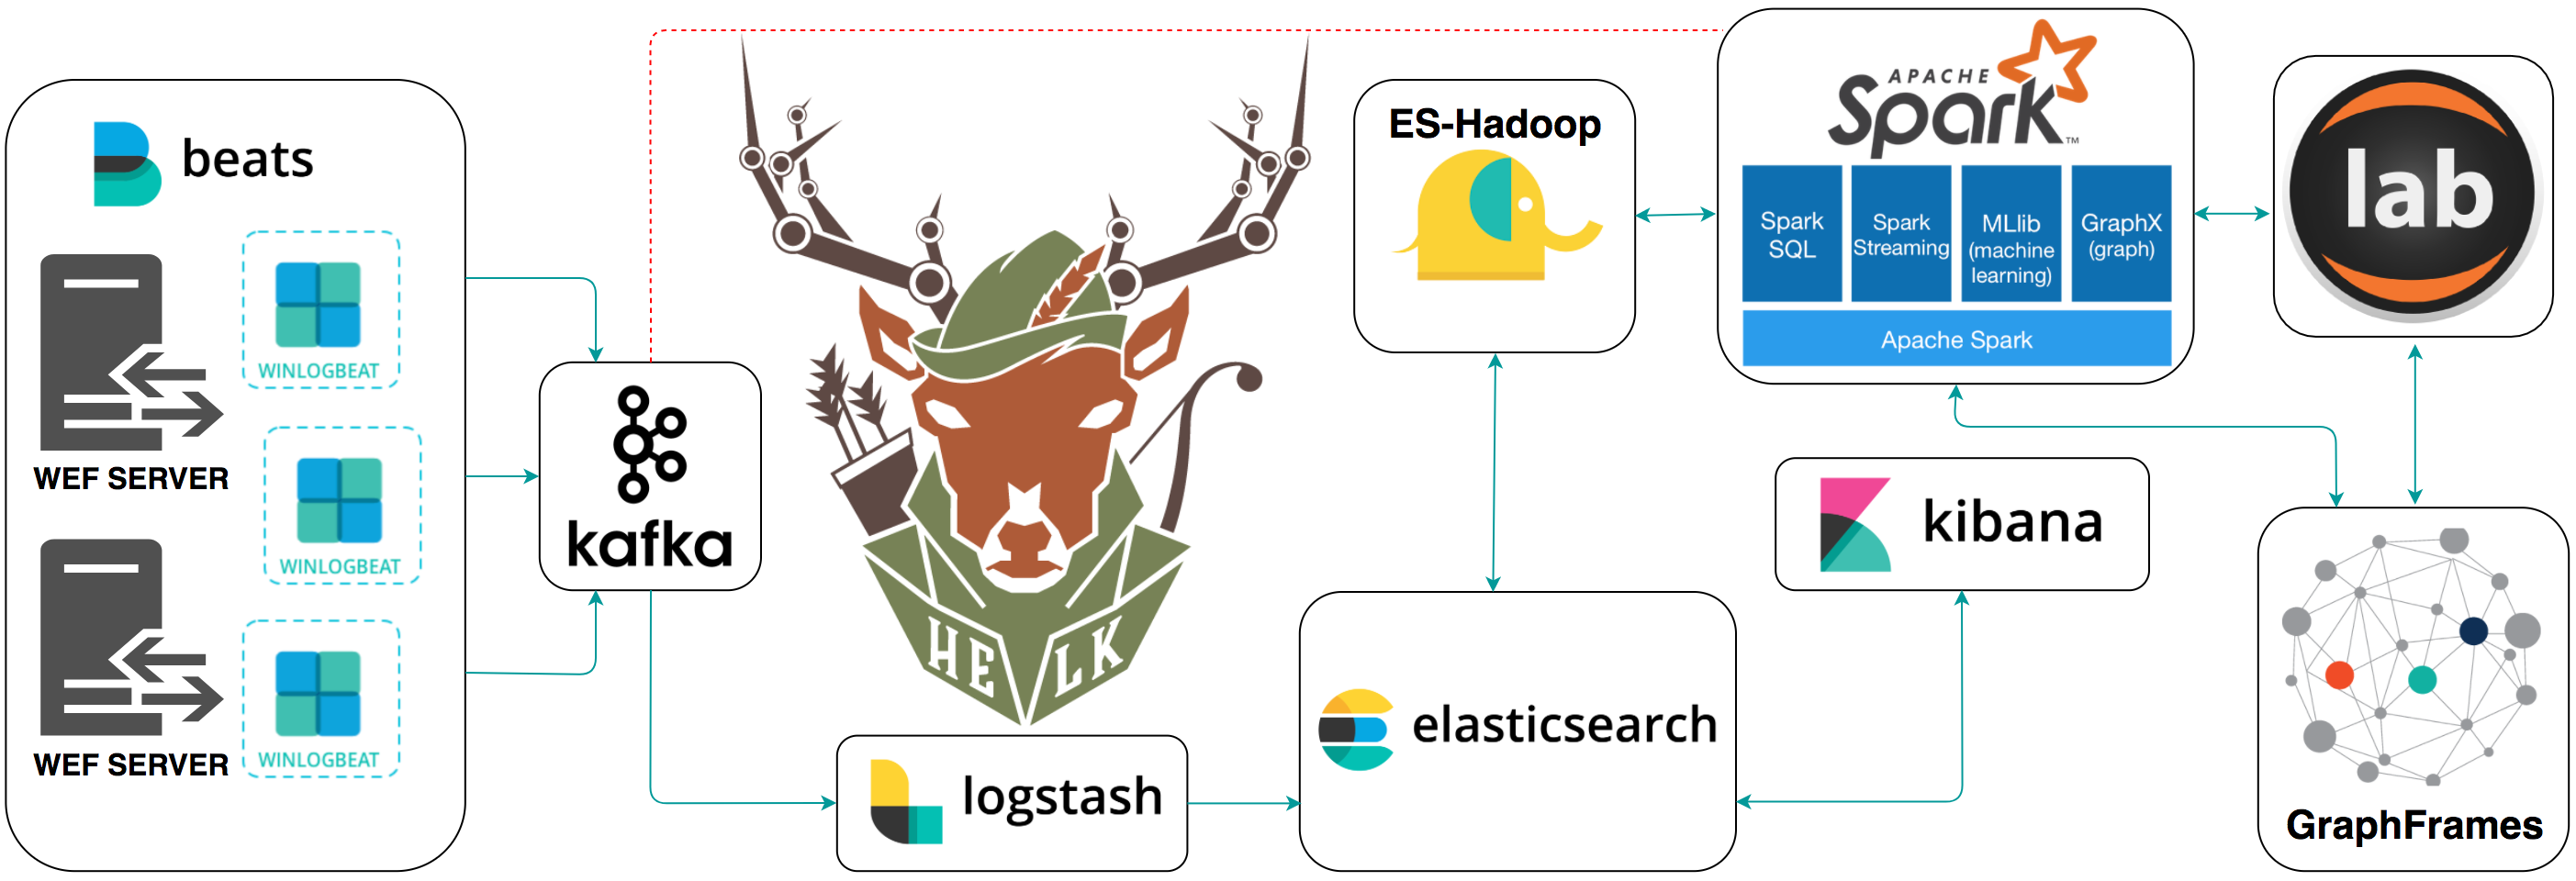 beats
WINLOGBEAT
WEF SERVER
WINLOGBEAT
WEF SERVER
WINLOGBEAT
kafka
HE LK
logstash
ES-Hadoop
elasticsearch
APACHE
Spark™
Spark
SQL
Spark
Streaming
MLlib
(machine
learning)
GraphX
(graph)
Apache Spark
kibana
lab
GraphFrames